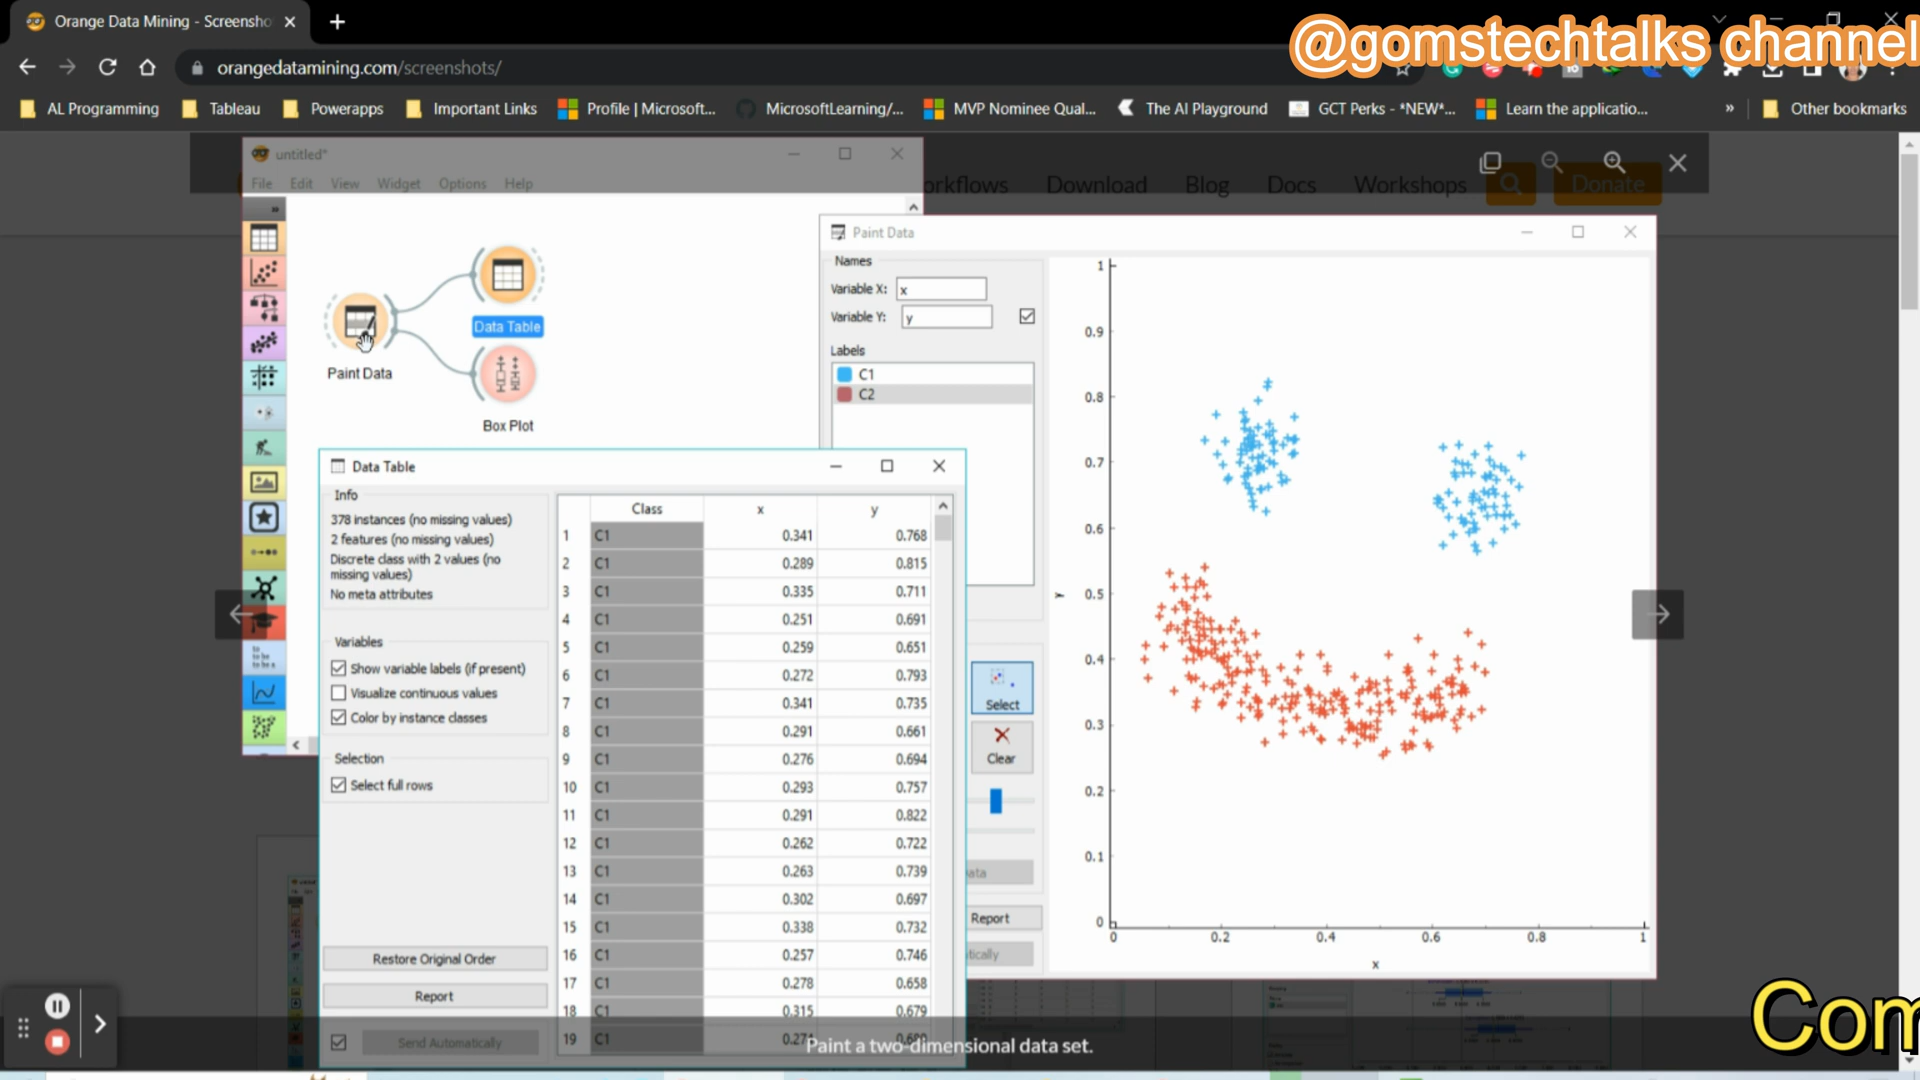 Orange Data Mining - Screensho
@gomstechtalks channel
orangedatamining.com/screenshots/
AL Programming
Tableau
Powerapps
Important Links
Profile | Microsoft...
MicrosoftLearning/...
MVP Nominee Qual...
The AI Playground
GCT Perks - *NEW*...
Learn the applicatio...
»
Other bookmarks
untitled*
File Edit View Widget Options Help
orkflows Download Blog Docs Workshops Donate
Data Table
Paint Data
Box Plot
Paint Data
Names
Variable X: x
Variable Y: y
Labels
C1
C2
Select
Clear
ata
Report
tically
1
0.9
0.8
0.7
0.6
0.5
0.4
0.3
0.2
0.1
0
y
0 0.2 0.4 0.6 0.8 1
x
Data Table
Info
378 instances (no missing values)
2 features (no missing values)
Discrete class with 2 values (no
missing values)
No meta attributes
Variables
Show variable labels (if present)
Visualize continuous values
Color by instance classes
Selection
Select full rows
Restore Original Order
Report
Send Automatically
Class x y
1 C1 0.341 0.768
2 C1 0.289 0.815
3 C1 0.335 0.711
4 C1 0.251 0.691
5 C1 0.259 0.651
6 C1 0.272 0.793
7 C1 0.341 0.735
8 C1 0.291 0.661
9 C1 0.276 0.694
10 C1 0.293 0.757
11 C1 0.291 0.822
12 C1 0.262 0.722
13 C1 0.263 0.739
14 C1 0.302 0.697
15 C1 0.338 0.732
16 C1 0.257 0.746
17 C1 0.278 0.658
18 C1 0.315 0.679
19 C1
Paint a two-dimensional data set.
Com